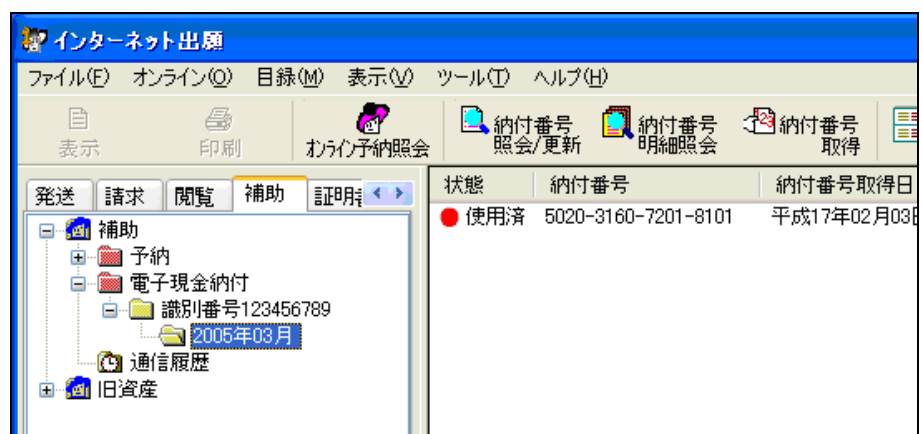 インターネット出願
ファイル(F) オンライン(O) 目録(M) 表示(V) ツール(T) ヘルプ(H)
表示 印刷 オンライン予納照会 納付番号照会/更新 納付番号明細照会 納付番号取得
発送 請求 閲覧 補助 証明
状態 納付番号 納付番号取得日
使用済 5020-3160-7201-8101 平成17年02月03日
補助
予納
電子現金納付
識別番号123456789
2005年03月
通信履歴
旧資産